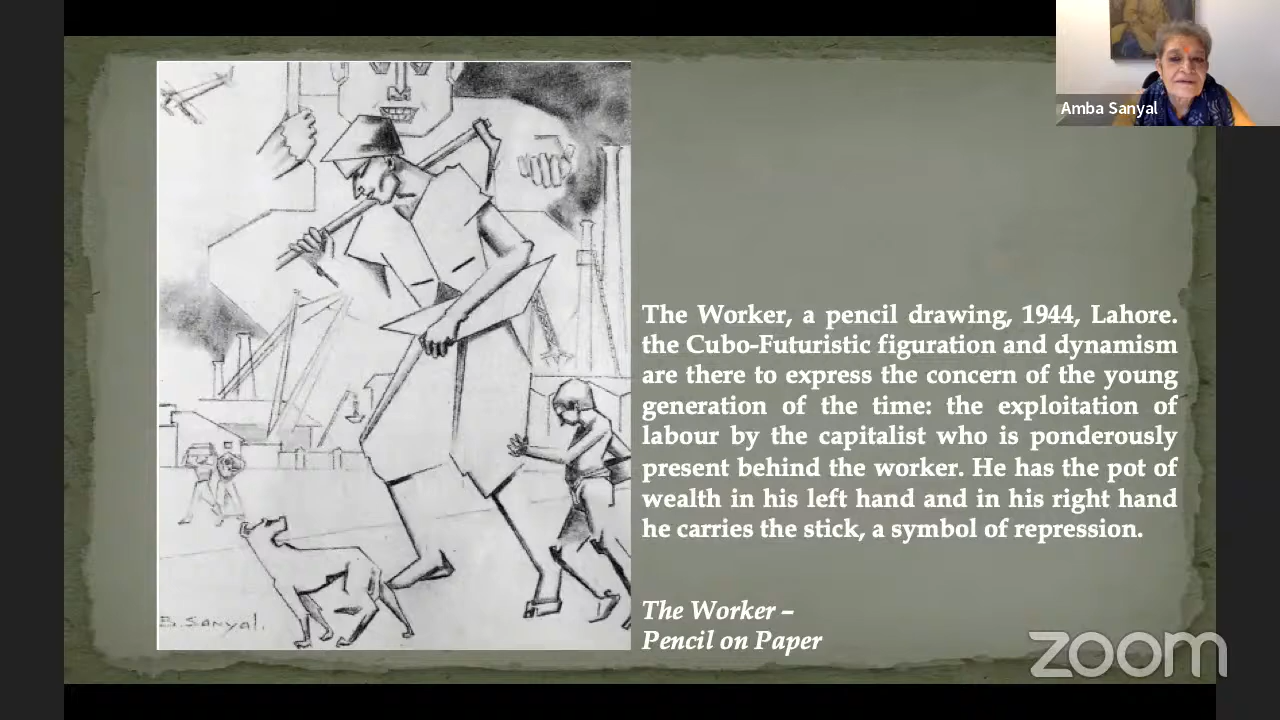 Amba Sanyal
The Worker, a pencil drawing, 1944, Lahore.
the Cubo-Futuristic figuration and dynamism
are there to express the concern of the young
generation of the time: the exploitation of
labour by the capitalist who is ponderously
present behind the worker. He has the pot of
wealth in his left hand and in his right hand
he carries the stick, a symbol of repression.
The Worker –
Pencil on Paper
B. Sanyal.
zoom